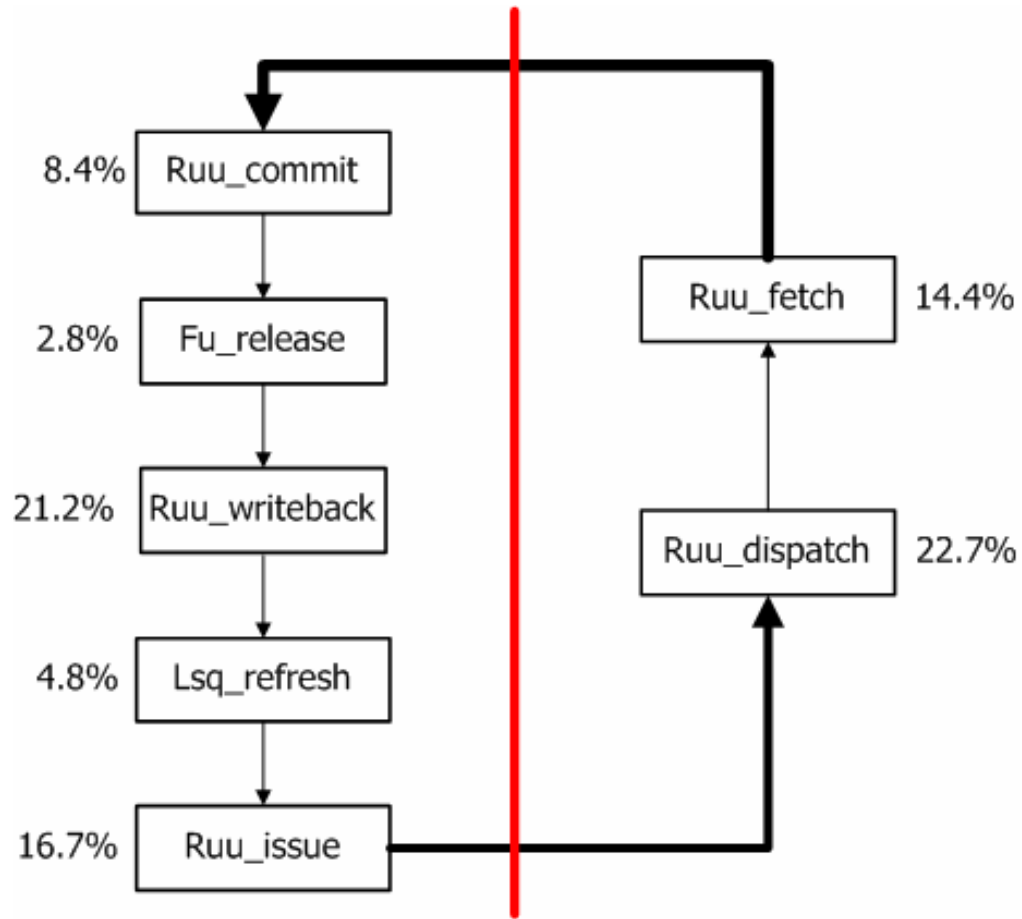 8.4% Ruu_commit
2.8% Fu_release
21.2% Ruu_writeback
4.8% Lsq_refresh
16.7% Ruu_issue
Ruu_fetch 14.4%
Ruu_dispatch 22.7%